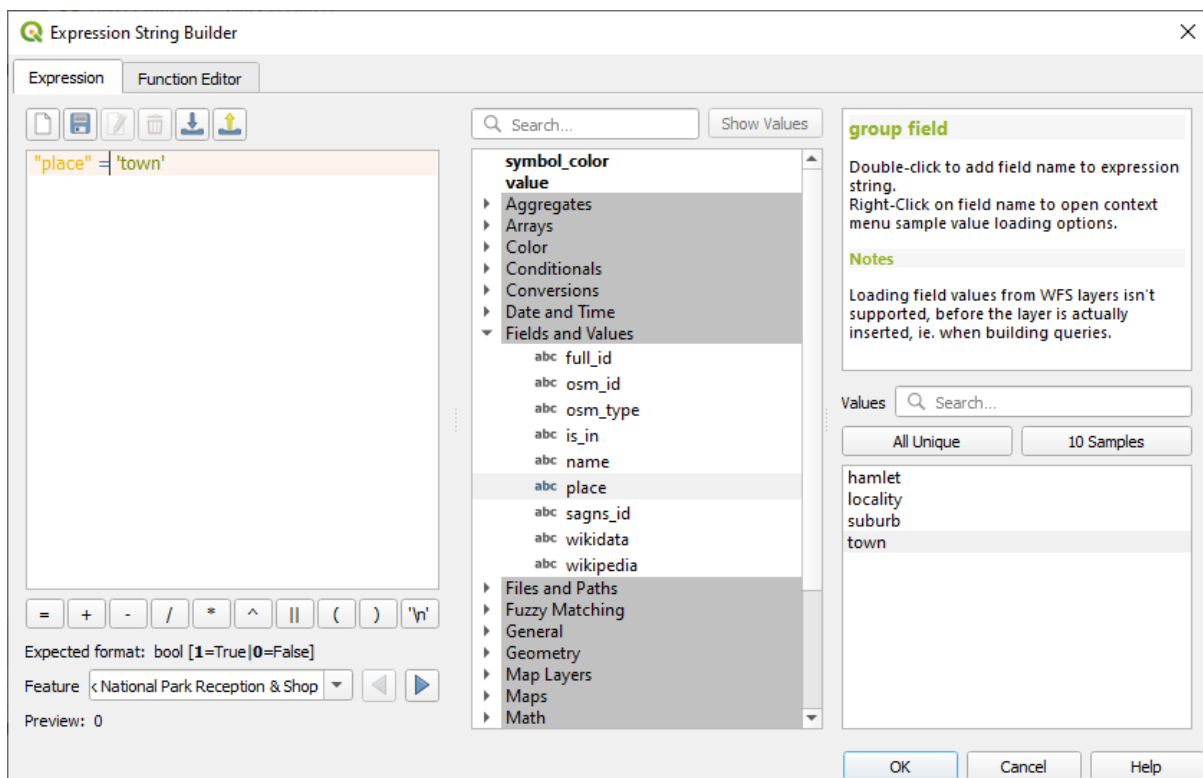 Expression String Builder
Expression
Function Editor
"place" = 'town'
= + - / * ^ || ( ) '\n'
Expected format: bool [1=True|0=False]
Feature
National Park Reception & Shop
Preview: 0
Search...
Show Values
symbol_color
value
Aggregates
Arrays
Color
Conditionals
Conversions
Date and Time
Fields and Values
abc full_id
abc osm_id
abc osm_type
abc is_in
abc name
abc place
abc sagns_id
abc wikidata
abc wikipedia
Files and Paths
Fuzzy Matching
General
Geometry
Map Layers
Maps
Math
group field
Double-click to add field name to expression
string.
Right-Click on field name to open context
menu sample value loading options.
Notes
Loading field values from WFS layers isn't
supported, before the layer is actually
inserted, ie. when building queries.
Values
Search...
All Unique
10 Samples
hamlet
locality
suburb
town
OK
Cancel
Help